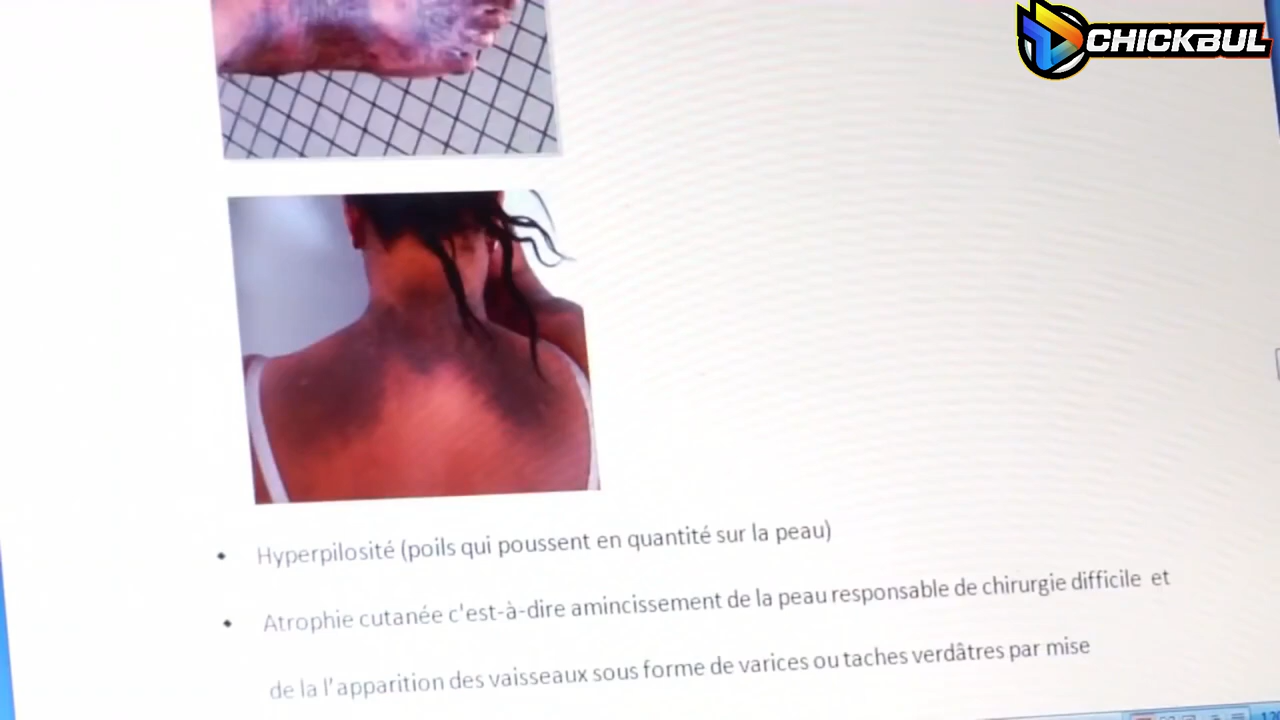 CHICKBUL
• Hyperpilosité (poils qui poussent en quantité sur la peau)
• Atrophie cutanée c'est-à-dire amincissement de la peau responsable de chirurgie difficile et
de la l'apparition des vaisseaux sous forme de varices ou taches verdâtres par mise